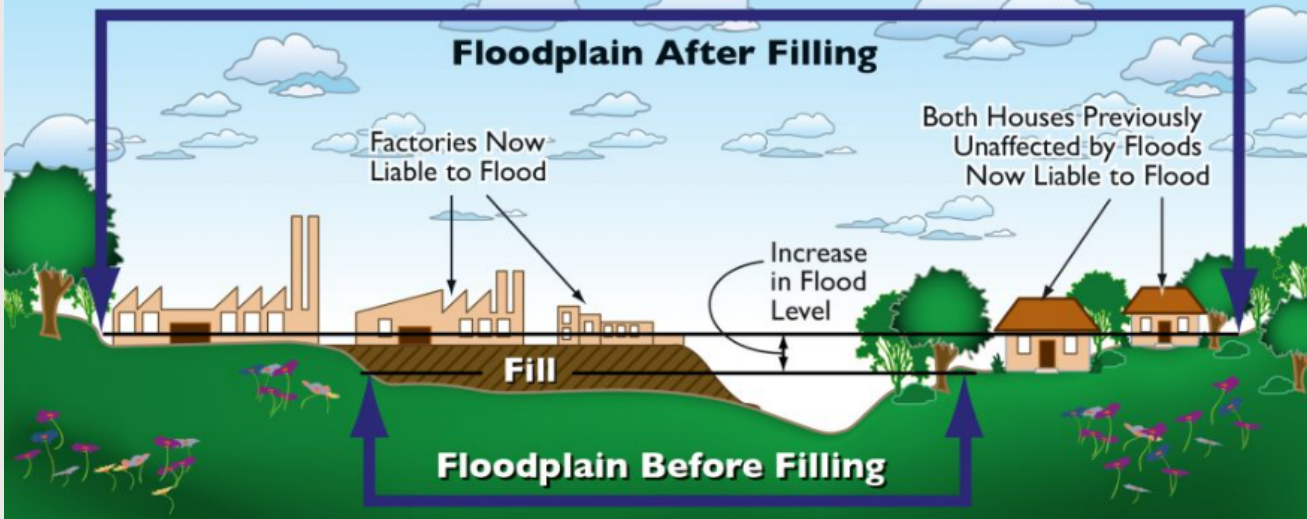 Floodplain After Filling
Factories Now
Liable to Flood
Both Houses Previously
Unaffected by Floods
Now Liable to Flood
Increase
in Flood
Level
Fill
Floodplain Before Filling